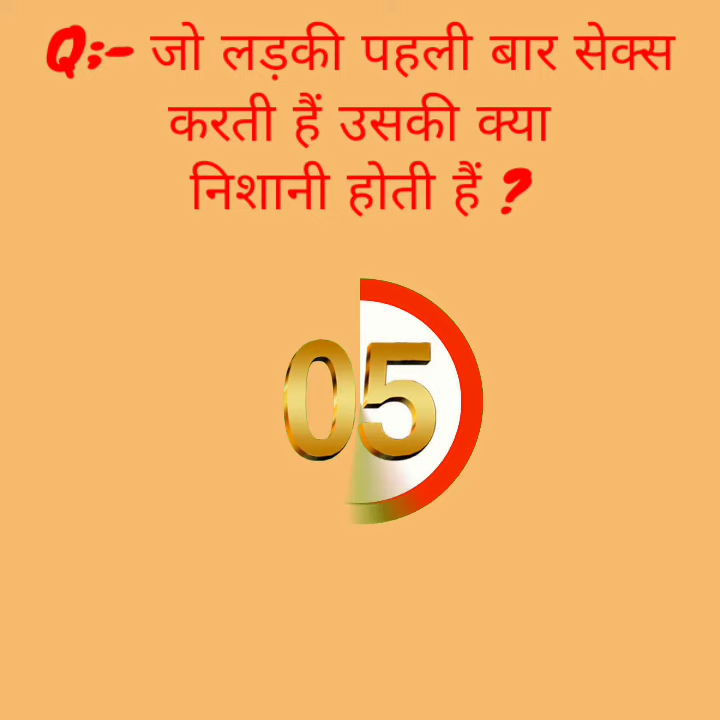 Q;- जो लड़की पहली बार सेक्स
करती हैं उसकी क्या
निशानी होती हैं ?
05